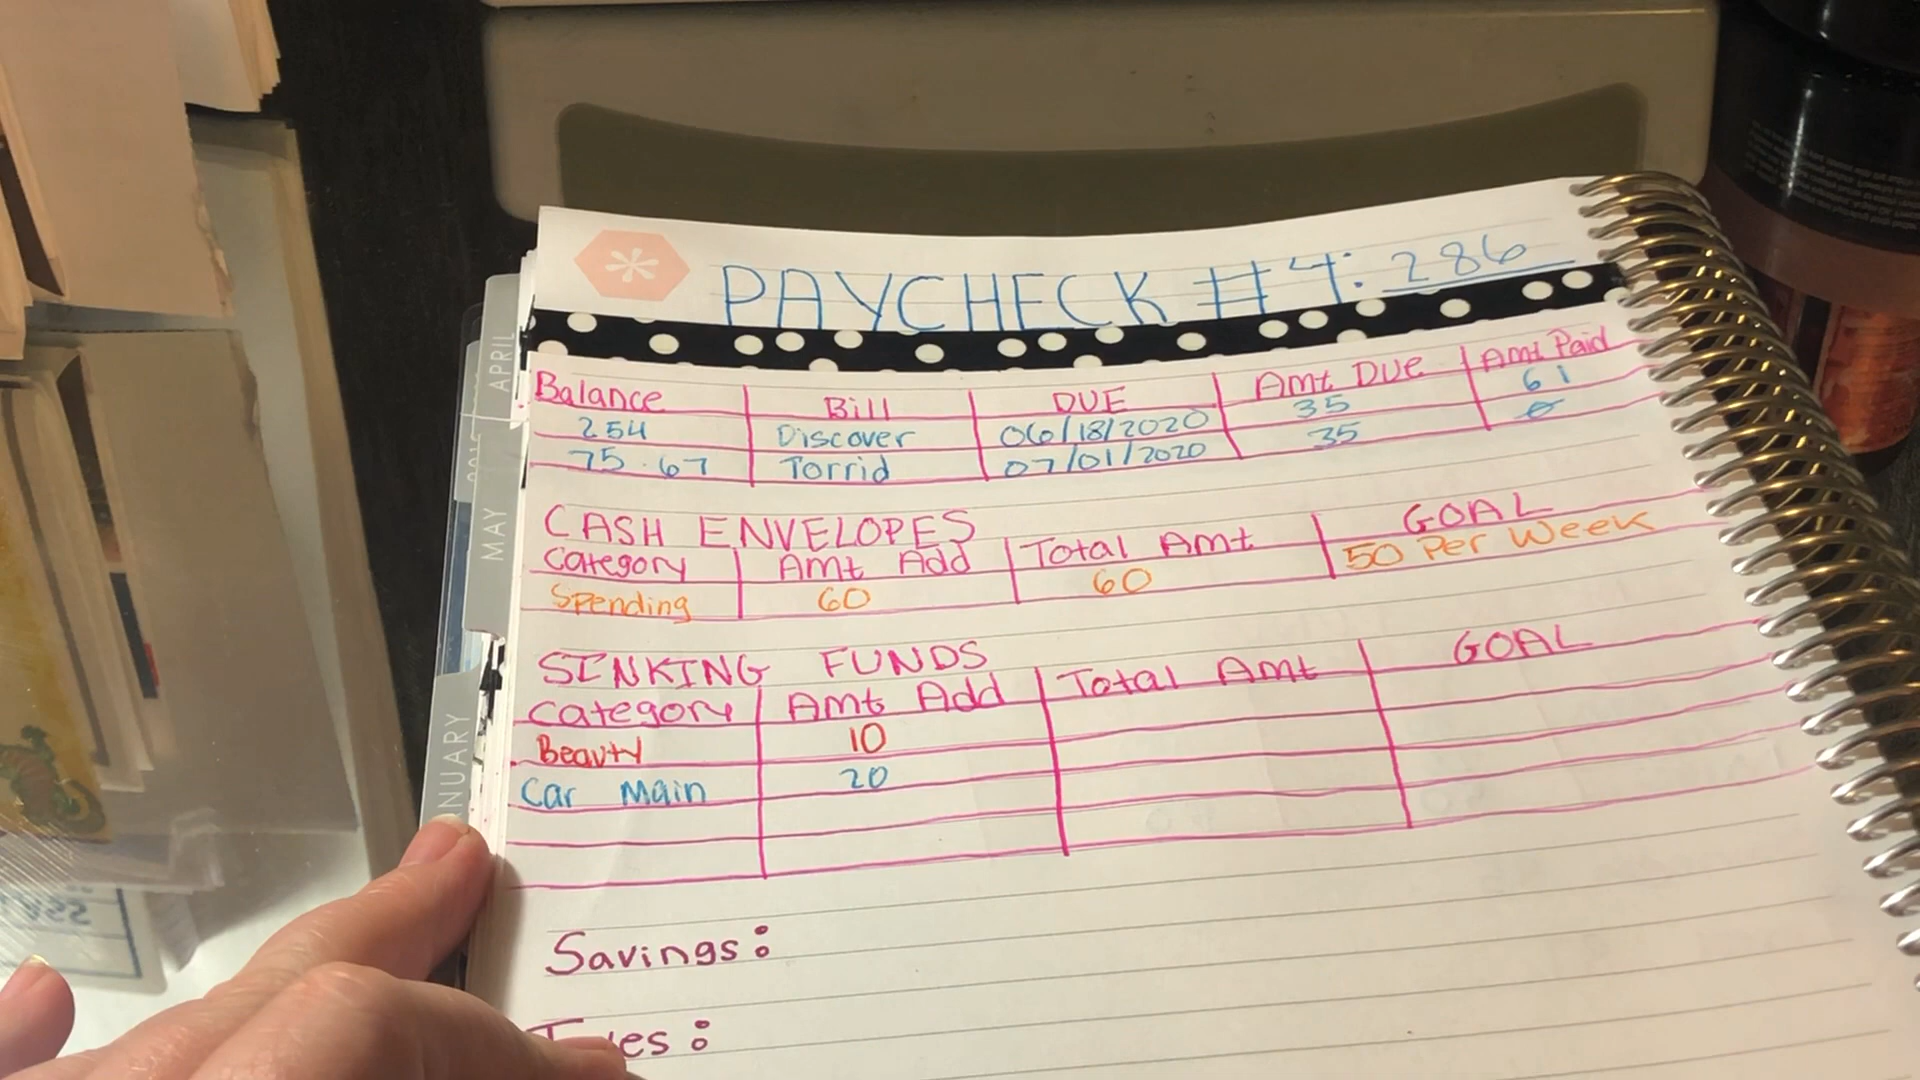 PAYCHECK #4: 286
Balance Bill DUE Amt Due Amt Paid
254 Discover 06/18/2020 35 61
75.67 Torrid 07/01/2020 35 0
CASH ENVELOPES GOAL
Category Amt Add Total Amt 50 Per Week
Spending 60 60
SINKING FUNDS GOAL
Category Amt Add Total Amt
Beauty 10
Car Main 20
Savings:
APRIL
MAY
NUARY